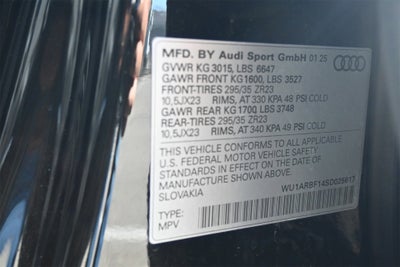 MFD. BY Audi Sport GmbH 01 25
GVWR KG 3015, LBS 6647
GAWR FRONT KG1600, LBS 3527
FRONT-TIRES 295/35 ZR23
10,5JX23 RIMS, AT 330 KPA 48 PSI COLD
GAWR REAR KG1700, LBS 3748
REAR-TIRES 295/35 ZR23
10,5JX23 RIMS, AT 340 KPA 49 PSI COLD
THIS VEHICLE CONFORMS TO ALL APPLICABLE
U.S. FEDERAL MOTOR VEHICLE SAFETY
STANDARDS IN EFFECT ON THE DATE OF
MANUFACTURE SHOWN ABOVE.
SLOVAKIA
WU1ARBF14SD025617
TYPE:
MPV